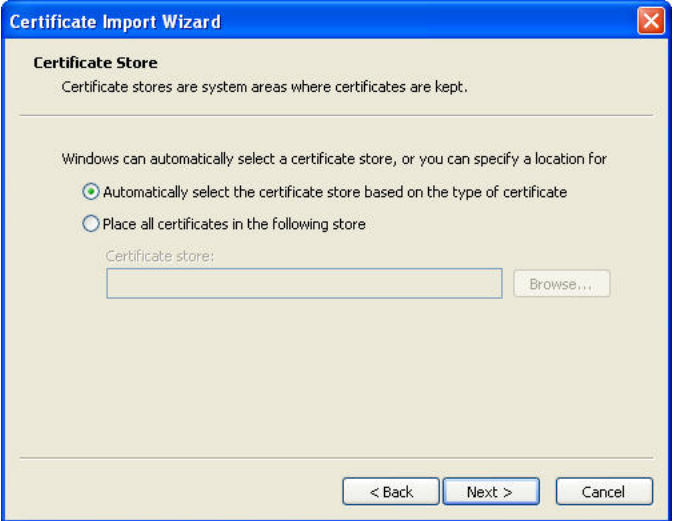 Certificate Import Wizard
Certificate Store
Certificate stores are system areas where certificates are kept.
Windows can automatically select a certificate store, or you can specify a location for
Automatically select the certificate store based on the type of certificate
Place all certificates in the following store
Certificate store:
Browse...
< Back Next > Cancel